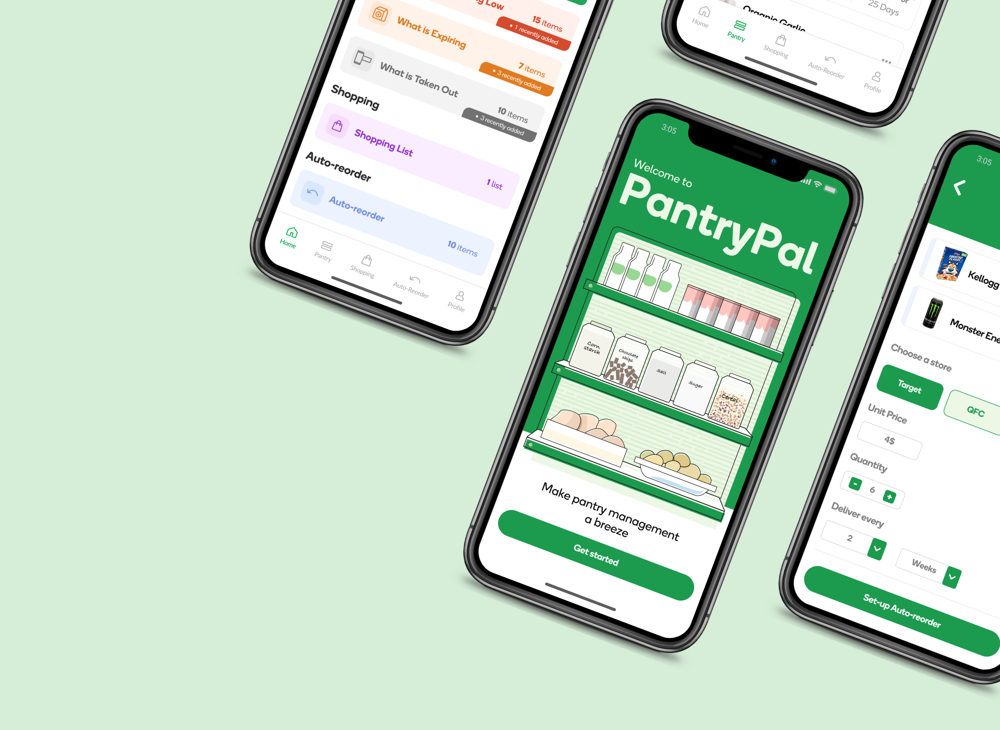 Low
15 items
• 1 recently added
What is Expiring
7 items
• 3 recently added
What is Taken Out
10 items
• 3 recently added
Shopping
Shopping List
1 list
Auto-reorder
Auto-reorder
10 items
Home
Pantry
Shopping
Auto-Reorder
Profile
25 Days
Organic Garlic
Home
Pantry
Shopping
Auto-Reorder
Profile
3:05
Welcome to
PantryPal
Corn
starch
Chocolate
chips
Salt
Sugar
Cereal
Make pantry management
a breeze
Get started
3:05
Kellogg
Monster Ene
Choose a store
Target
QFC
Unit Price
4$
Quantity
- 6 +
Deliver every
2
Weeks
Set-up Auto-reorder